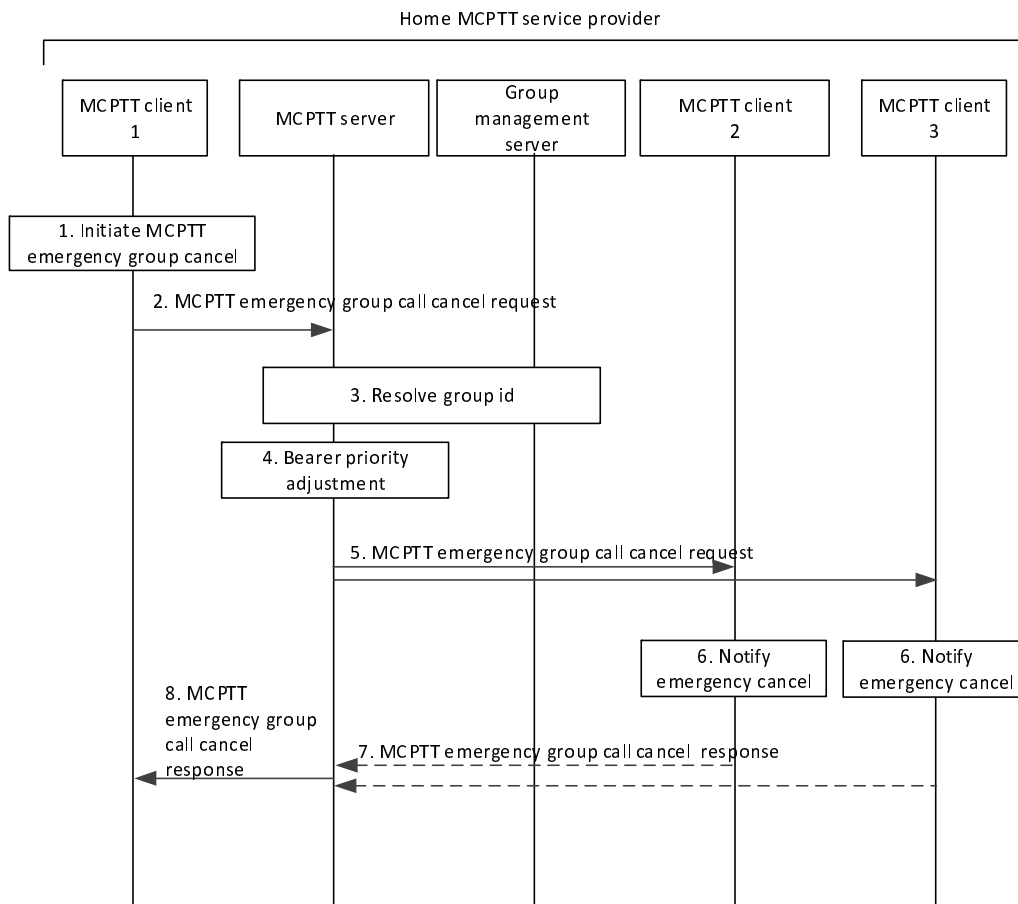 Home MCPTT service provider
MCPTT client
1
MCPTT server
Group
management
server
MCPTT client
2
MCPTT client
3
1. Initiate MCPTT
emergency group cancel
2. MCPTT emergency group call cancel request
3. Resolve group id
4. Bearer priority
adjustment
5. MCPTT emergency group call cancel request
6. Notify
emergency cancel
6. Notify
emergency cancel
8. MCPTT
emergency group
call cancel
response
7. MCPTT emergency group call cancel response